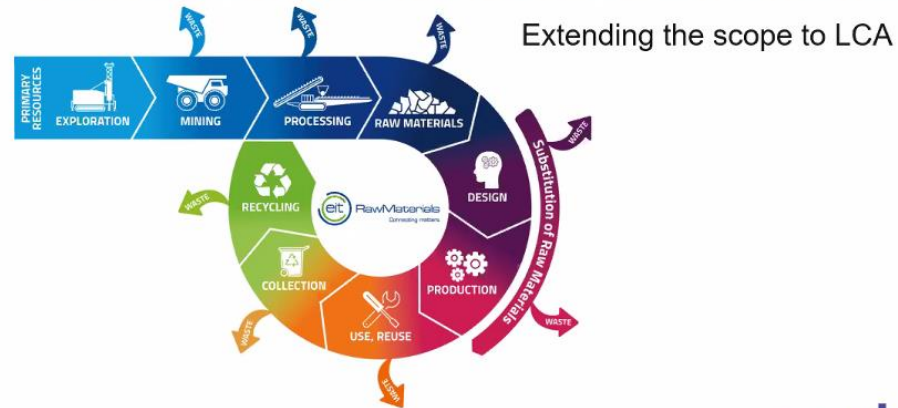 Extending the scope to LCA
WASTE
WASTE
WASTE
PRIMARY
RESOURCES
EXPLORATION
MINING
PROCESSING
RAW MATERIALS
DESIGN
PRODUCTION
USE, REUSE
COLLECTION
RECYCLING
Substitution of Raw Materials
WASTE
WASTE
WASTE
WASTE
WASTE
eit RawMaterials
Connecting matters